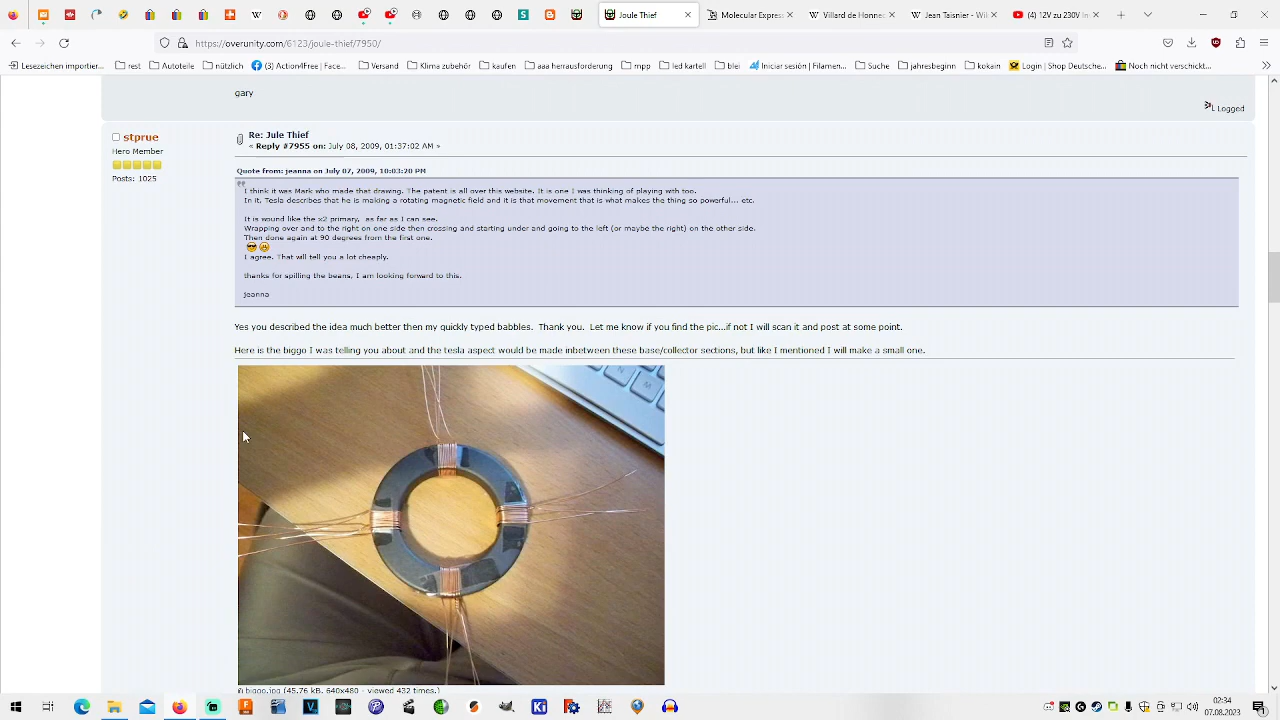 Joule Thief
Molecular Expres
Villard de Honnec
Jean Tainter - Wi
(4) Ion 230V In
https://overunity.com/6123/joule-thief/7950/
Lesezeichen importier...
rest
Autoteile
nützlich
(3) Action4Free | Face...
Versand
Klima zubehör
kaufen
aaa herrausforderung
mpp
led kartell
blei
Iniciar sesión | Filamen...
Suche
jahresbeginn
kokain
Login | Shop Deutsche...
Noch nicht verschickt...
gary
Logged
stprue
Hero Member
Posts: 1025
Re: Jule Thief
« Reply #7955 on: July 08, 2009, 01:37:02 AM »
Quote from: jeanna on July 07, 2009, 10:03:20 PM
I think it was Mark who made that drawing. The patent is all over this website. It is one I was thinking of playing with too.
In it, Tesla describes that he is making a rotating magnetic field and it is that movement that is what makes the thing so powerful... etc.
It is wound like the x2 primary, as far as I can see.
Wrapping over and to the right on one side then crossing and starting under and going to the left (or maybe the right) on the other side.
Then done again at 90 degrees from the first one.
I agree. That will tell you a lot cheaply.
thanks for spilling the beans, I am looking forward to this.
jeanna
Yes you described the idea much better then my quickly typed babbles. Thank you. Let me know if you find the pic...if not I will scan it and post at some point.
Here is the biggo I was telling you about and the tesla aspect would be made inbetween these base/collector sections, but like I mentioned I will make a small one.
N
M
biggo.jpg (45.76 kB, 640x480 - viewed 432 times.)
02:34
07.08.2023